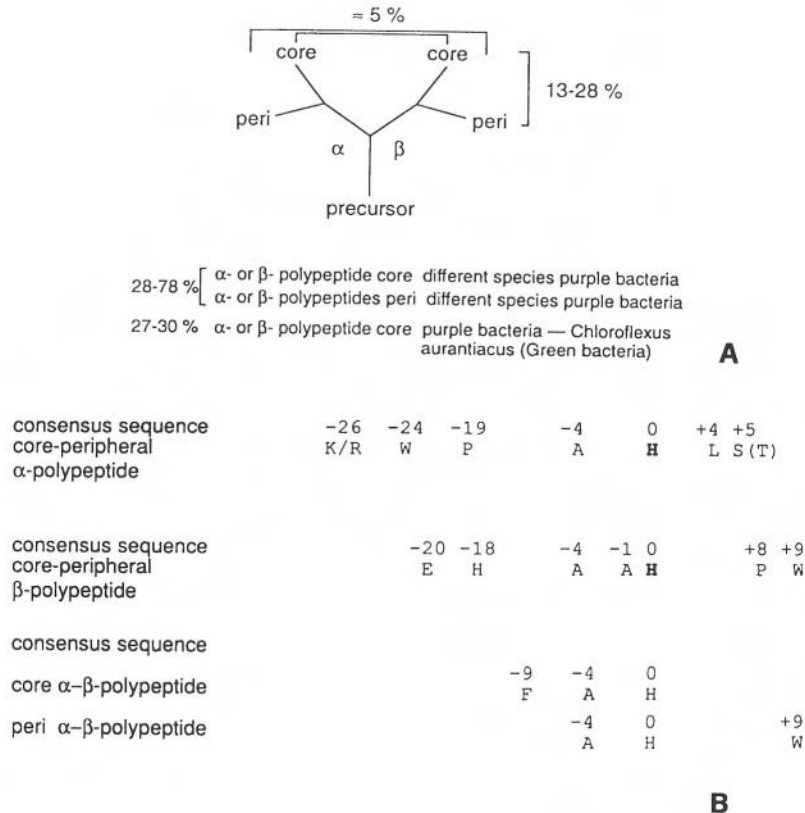 = 5 %
core core
13-28 %
peri peri
α β
precursor
28-78 % α- or β- polypeptide core different species purple bacteria
α- or β- polypeptides peri different species purple bacteria
27-30 % α- or β- polypeptide core purple bacteria — Chloroflexus
aurantiacus (Green bacteria)
A
consensus sequence -26 -24 -19 -4 0 +4 +5
core-peripheral K/R W P A H L S(T)
α-polypeptide
consensus sequence -20 -18 -4 -1 0 +8 +9
core-peripheral E H A A H P W
β-polypeptide
consensus sequence
-9 -4 0
core α–β-polypeptide F A H
peri α–β-polypeptide -4 0 +9
A H W
B